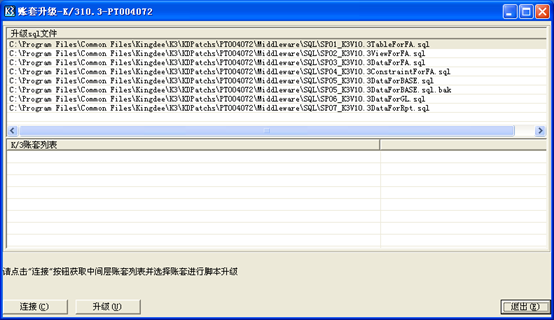 账套升级-K/310.3-PT004072
升级sql文件
C:\Program Files\Common Files\Kingdee\K3\KDPatchs\PT004072\Middleware\SQL\SP01_K3V10.3TableForFA.sql
C:\Program Files\Common Files\Kingdee\K3\KDPatchs\PT004072\Middleware\SQL\SP02_K3V10.3ViewForFA.sql
C:\Program Files\Common Files\Kingdee\K3\KDPatchs\PT004072\Middleware\SQL\SP03_K3V10.3DataForFA.sql
C:\Program Files\Common Files\Kingdee\K3\KDPatchs\PT004072\Middleware\SQL\SP04_K3V10.3ConstraintForFA.sql
C:\Program Files\Common Files\Kingdee\K3\KDPatchs\PT004072\Middleware\SQL\SP05_K3V10.3DataForBASE.sql
C:\Program Files\Common Files\Kingdee\K3\KDPatchs\PT004072\Middleware\SQL\SP05_K3V10.3DataForBASE.sql.bak
C:\Program Files\Common Files\Kingdee\K3\KDPatchs\PT004072\Middleware\SQL\SP06_K3V10.3DataForGL.sql
C:\Program Files\Common Files\Kingdee\K3\KDPatchs\PT004072\Middleware\SQL\SP07_K3V10.3DataForRpt.sql
K/3账套列表
请点击"连接"按钮获取中间层账套列表并选择账套进行脚本升级
连接(C) 升级(U) 退出(E)